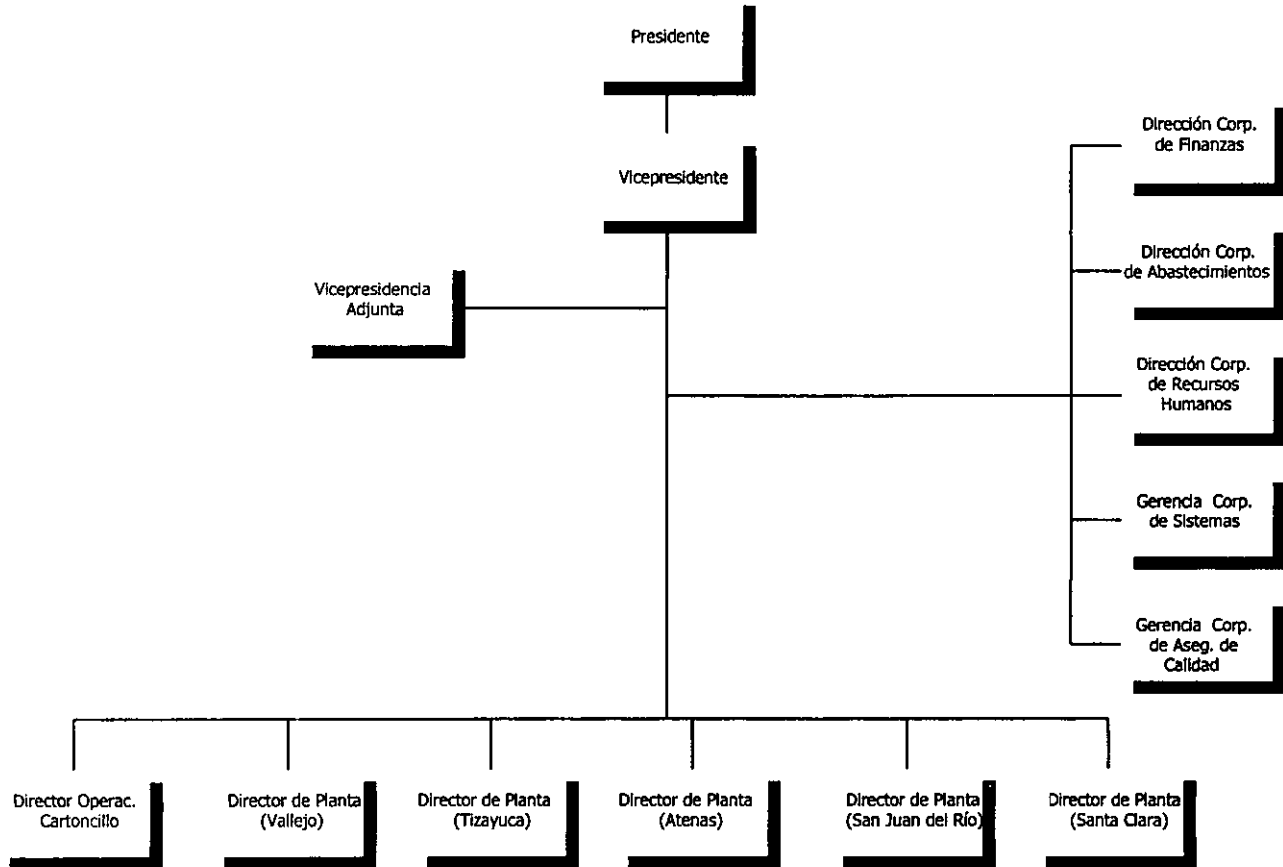 Presidente
Vicepresidente
Vicepresidencia
Adjunta
Dirección Corp.
de Finanzas
Dirección Corp.
de Abastecimientos
Dirección Corp.
de Recursos
Humanos
Gerencia Corp.
de Sistemas
Gerencia Corp.
de Aseg. de
Calidad
Director Operac.
Cartoncillo
Director de Planta
(Vallejo)
Director de Planta
(Tizayuca)
Director de Planta
(Atenas)
Director de Planta
(San Juan del Río)
Director de Planta
(Santa Clara)